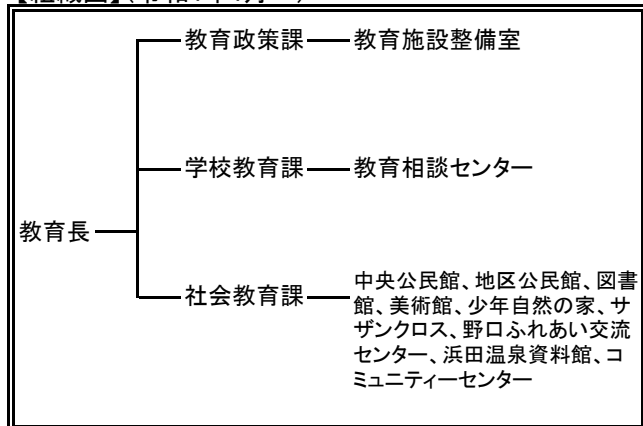 教育政策課
教育施設整備室
学校教育課
教育相談センター
教育長
社会教育課
中央公民館、地区公民館、図書
館、美術館、少年自然の家、サ
ザンクロス、野口ふれあい交流
センター、浜田温泉資料館、コ
ミュニティーセンター